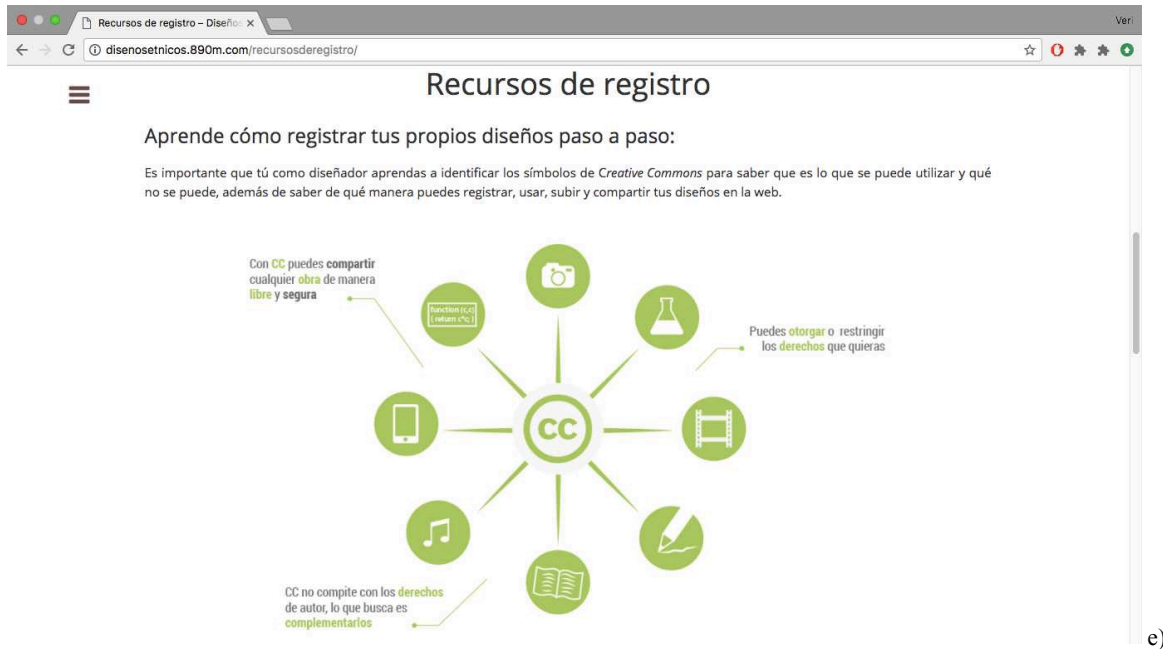 Recursos de registro – Diseños
Veri
disenosetnicos.890m.com/recursosderegistro/
Recursos de registro
Aprende cómo registrar tus propios diseños paso a paso:
Es importante que tú como diseñador aprendas a identificar los símbolos de Creative Commons para saber que es lo que se puede utilizar y qué
no se puede, además de saber de qué manera puedes registrar, usar, subir y compartir tus diseños en la web.
Con CC puedes compartir
cualquier obra de manera
libre y segura
function (c,c)
{ return c*c; }
Puedes otorgar o restringir
los derechos que quieras
CC
CC no compite con los derechos
de autor, lo que busca es
complementarlos
e)